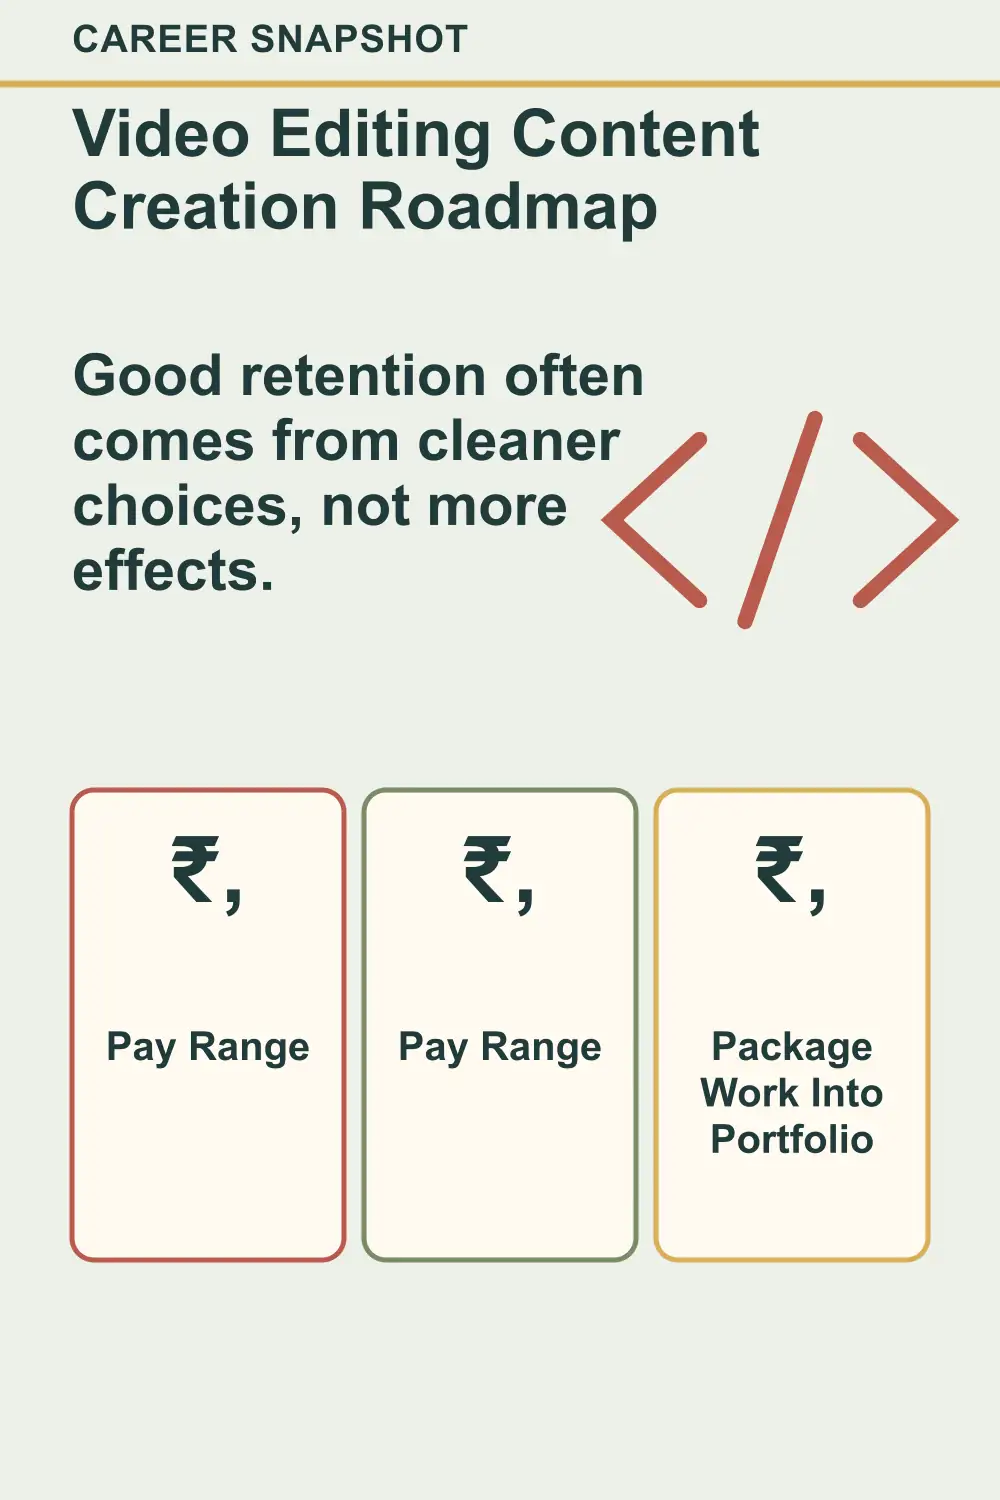 CAREER SNAPSHOT
Video Editing Content
Creation Roadmap
Good retention often
comes from cleaner
choices, not more
effects.
</>
₹,
Pay Range
₹,
Pay Range
₹,
Package
Work Into
Portfolio